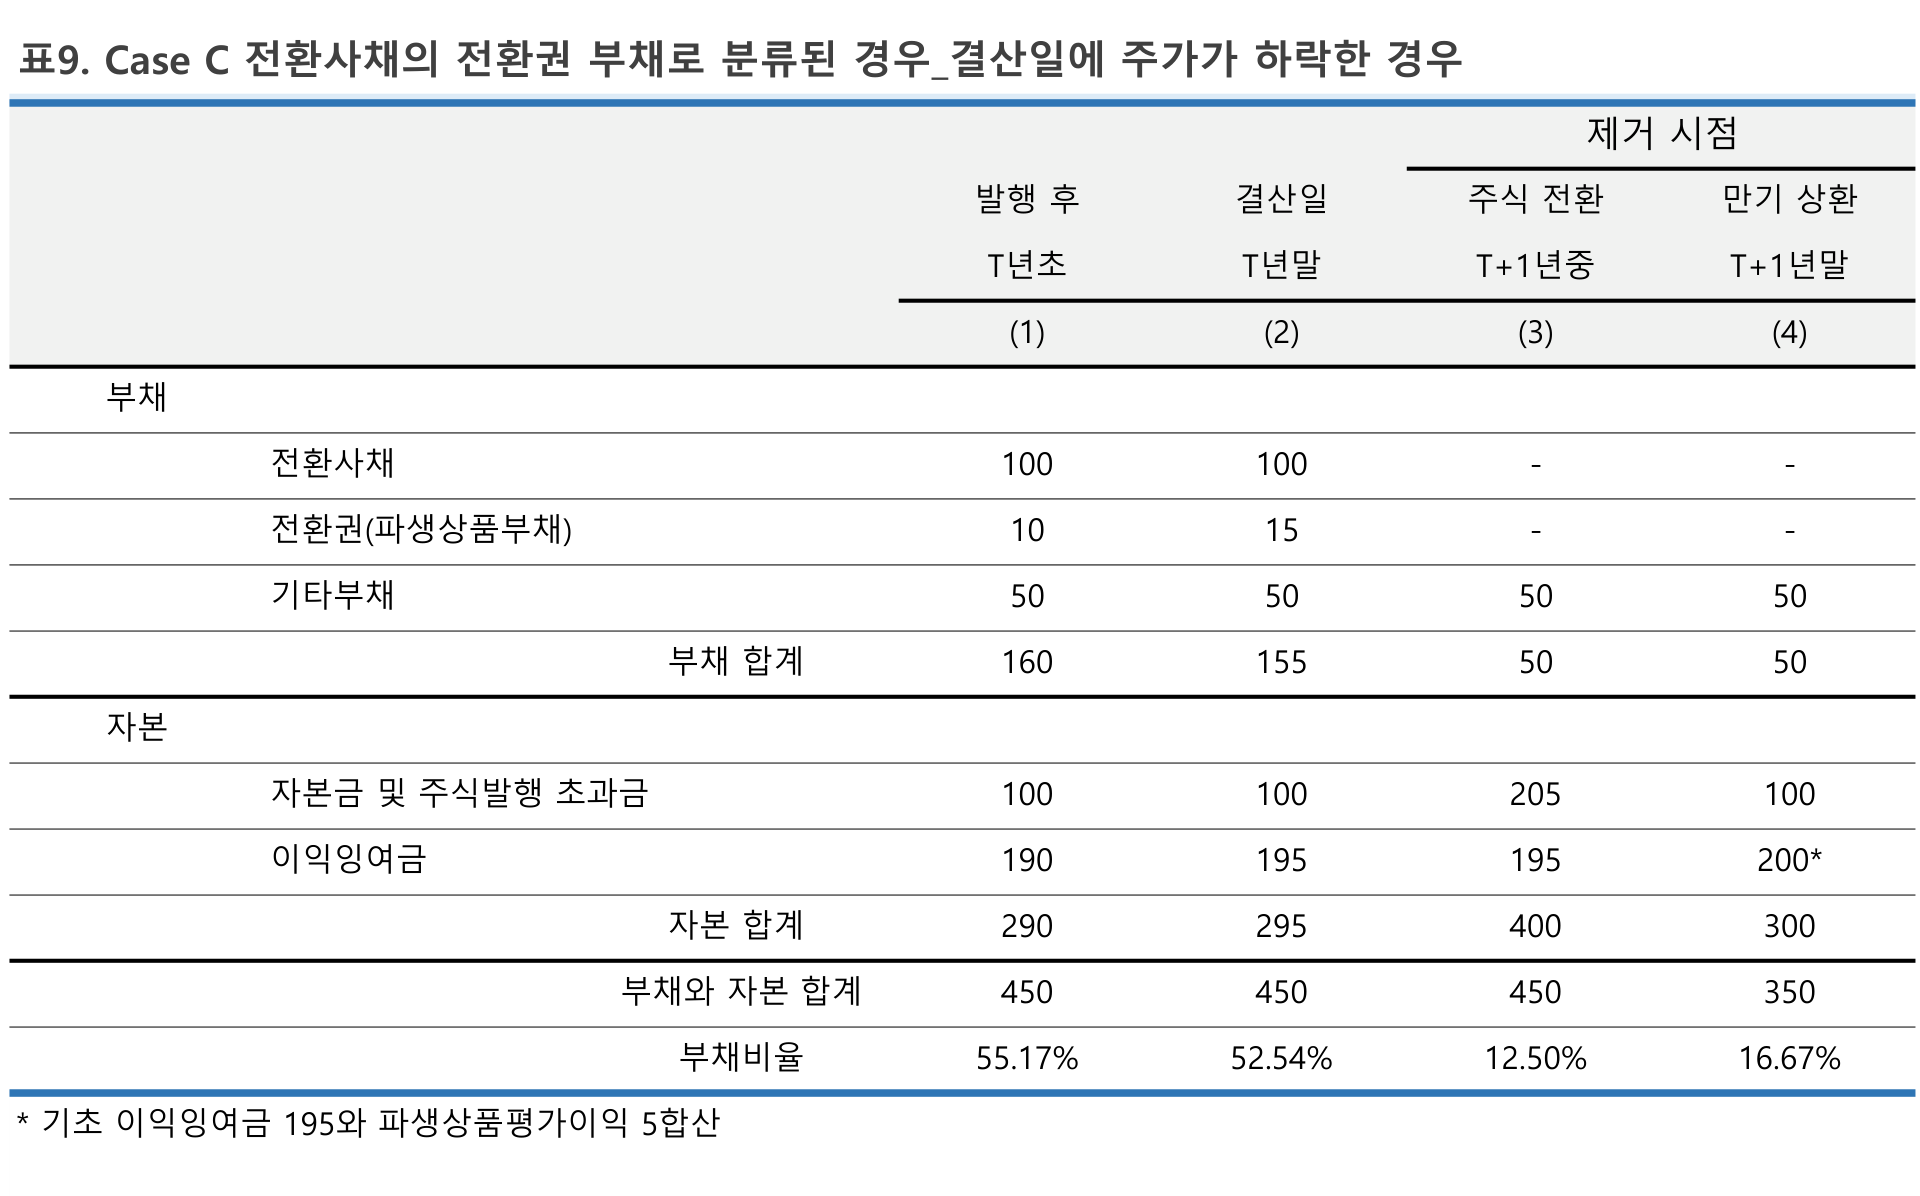 표9. Case C 전환사채의 전환권 부채로 분류된 경우_결산일에 주가가 하락한 경우
제거 시점
발행 후 결산일 주식 전환 만기 상환
T년초 T년말 T+1년중 T+1년말
(1) (2) (3) (4)
부채
전환사채 100 100 - -
전환권(파생상품부채) 10 15 - -
기타부채 50 50 50 50
부채 합계 160 155 50 50
자본
자본금 및 주식발행 초과금 100 100 205 100
이익잉여금 190 195 195 200*
자본 합계 290 295 400 300
부채와 자본 합계 450 450 450 350
부채비율 55.17% 52.54% 12.50% 16.67%
* 기초 이익잉여금 195와 파생상품평가이익 5합산